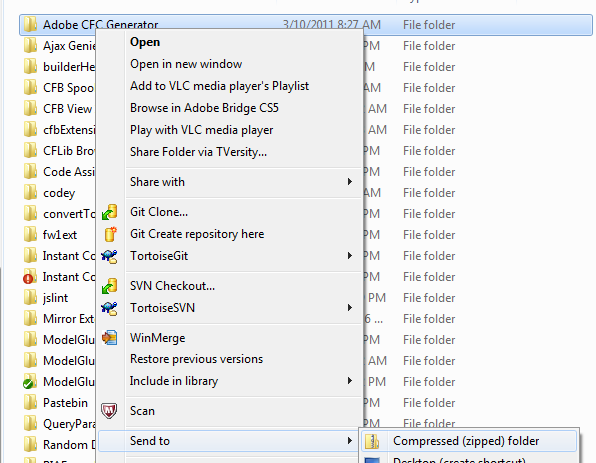 Adobe CFC Generator 3/10/2011 8:27 AM File folder
Ajax Genie PM File folder
builderHe M File folder
CFB Spoo AM File folder
CFB View AM File folder
cfbExtensi AM File folder
CFLib Brow PM File folder
Code Assi PM File folder
codey AM File folder
convertTo PM File folder
fw1ext PM File folder
Instant Co PM File folder
Instant Co PM File folder
jslint PM File folder
Mirror Exte 6 ... File folder
ModelGlu PM File folder
ModelGlu AM File folder
ModelGlu PM File folder
Pastebin PM File folder
QueryPara PM File folder
Random D AM File folder
Open
Open in new window
Add to VLC media player's Playlist
Browse in Adobe Bridge CS5
Play with VLC media player
Share Folder via TVersity...
Share with
Git Clone...
Git Create repository here
TortoiseGit
SVN Checkout...
TortoiseSVN
WinMerge
Restore previous versions
Include in library
Scan
Send to
Compressed (zipped) folder
Desktop (create shortcut)